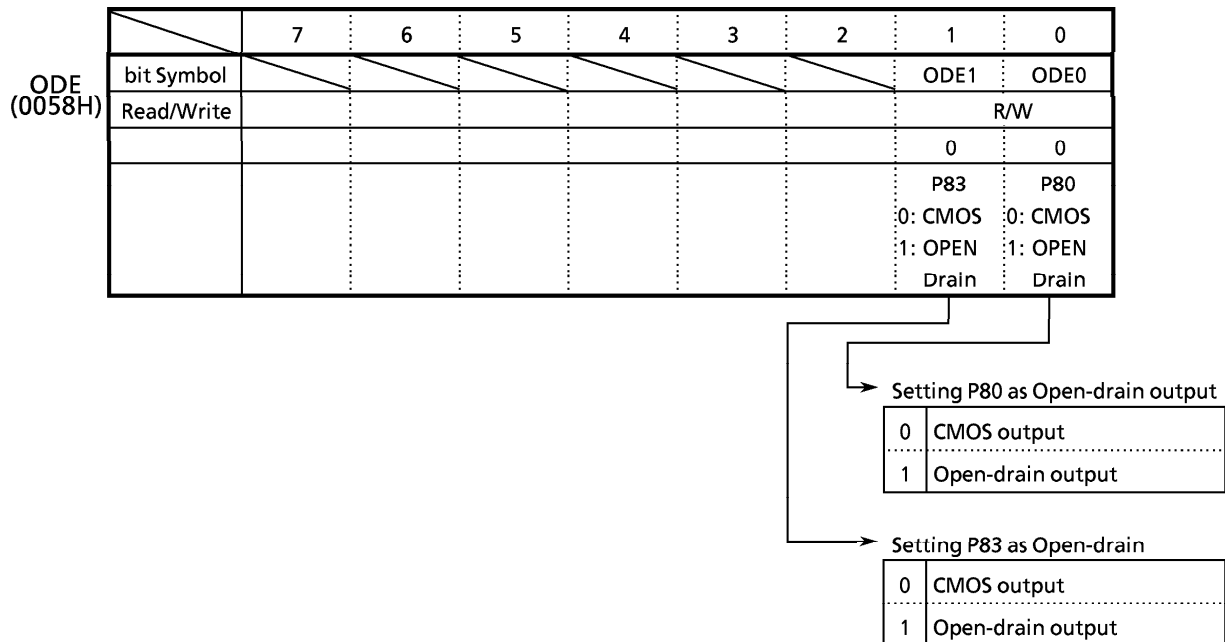 7 6 5 4 3 2 1 0
ODE
(0058H)
bit Symbol ODE1 ODE0
Read/Write R/W
0 0
P83 P80
0: CMOS 0: CMOS
1: OPEN 1: OPEN
Drain Drain
Setting P80 as Open-drain output
0 CMOS output
1 Open-drain output
Setting P83 as Open-drain
0 CMOS output
1 Open-drain output